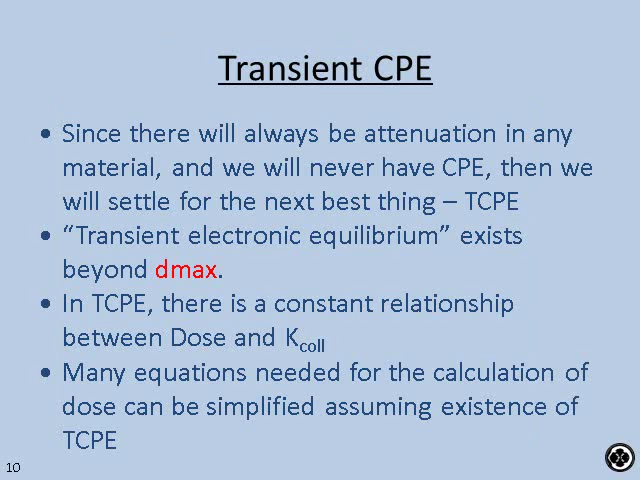 Transient CPE
• Since there will always be attenuation in any
material, and we will never have CPE, then we
will settle for the next best thing – TCPE
• “Transient electronic equilibrium” exists
beyond dmax.
• In TCPE, there is a constant relationship
between Dose and Kcoll
• Many equations needed for the calculation of
dose can be simplified assuming existence of
TCPE
10